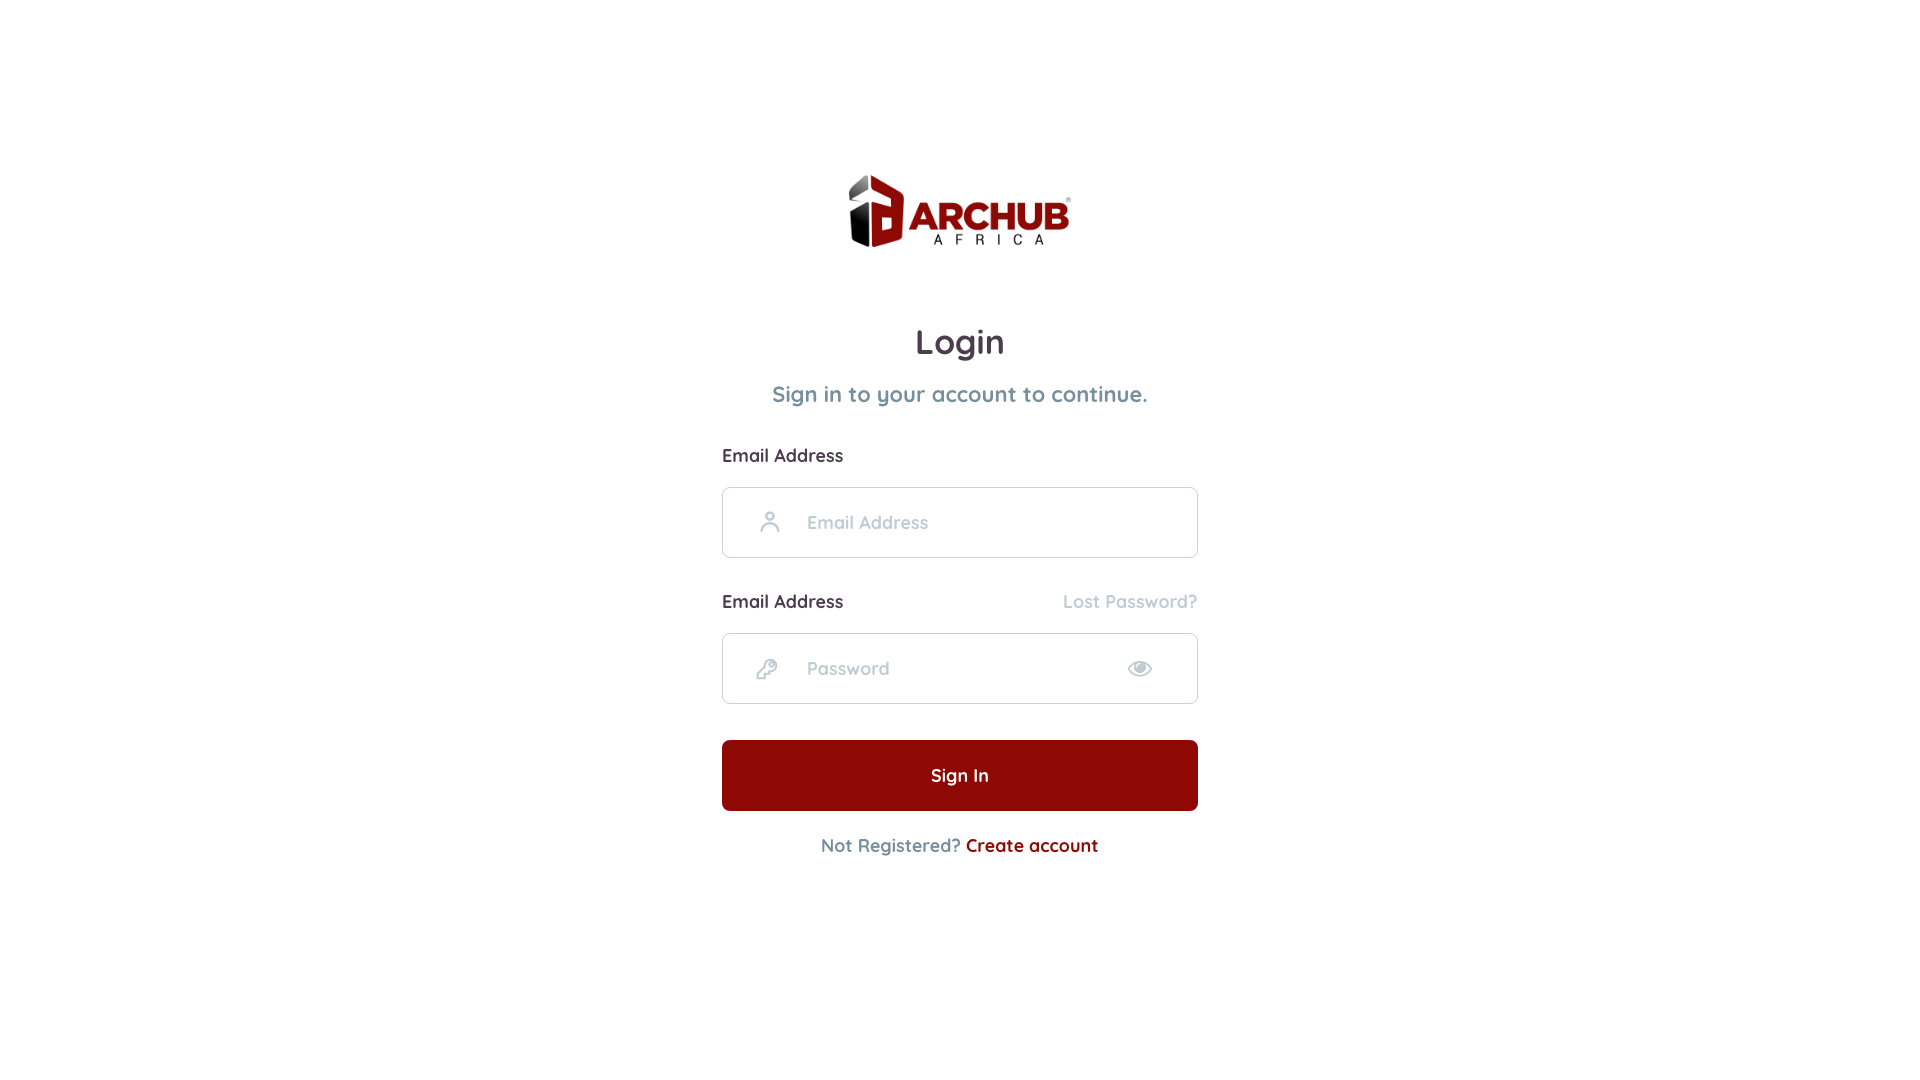 ARCHUB®
AFRICA
Login
Sign in to your account to continue.
Email Address
Email Address
Email Address
Lost Password?
Password
Sign In
Not Registered? Create account